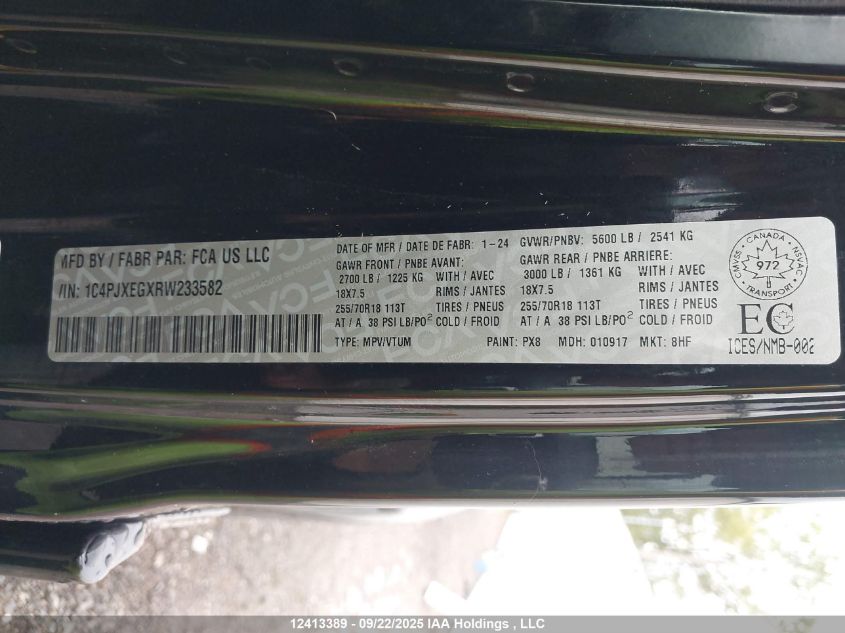 MFD BY / FABR PAR: FCA US LLC
/IN: 1C4PJXEGXRW233582
DATE OF MFR / DATE DE FABR: 1-24 GVWR/PNBV: 5600 LB / 2541 KG
GAWR FRONT / PNBE AVANT: GAWR REAR / PNBE ARRIERE:
2700 LB / 1225 KG WITH / AVEC 3000 LB / 1361 KG WITH / AVEC
18X7.5 RIMS / JANTES 18X7.5 RIMS / JANTES
255/70R18 113T TIRES / PNEUS 255/70R18 113T TIRES / PNEUS
AT / A 38 PSI LB/PO² COLD / FROID AT / A 38 PSI LB/PO² COLD / FROID
TYPE: MPV/VTUM PAINT: PX8 MDH: 010917 MKT: 8HF
CANADA
CMVSS 972 NSVAC
TRANSPORT
EC
ICES/NMB-002
12413389 - 09/22/2025 IAA Holdings , LLC